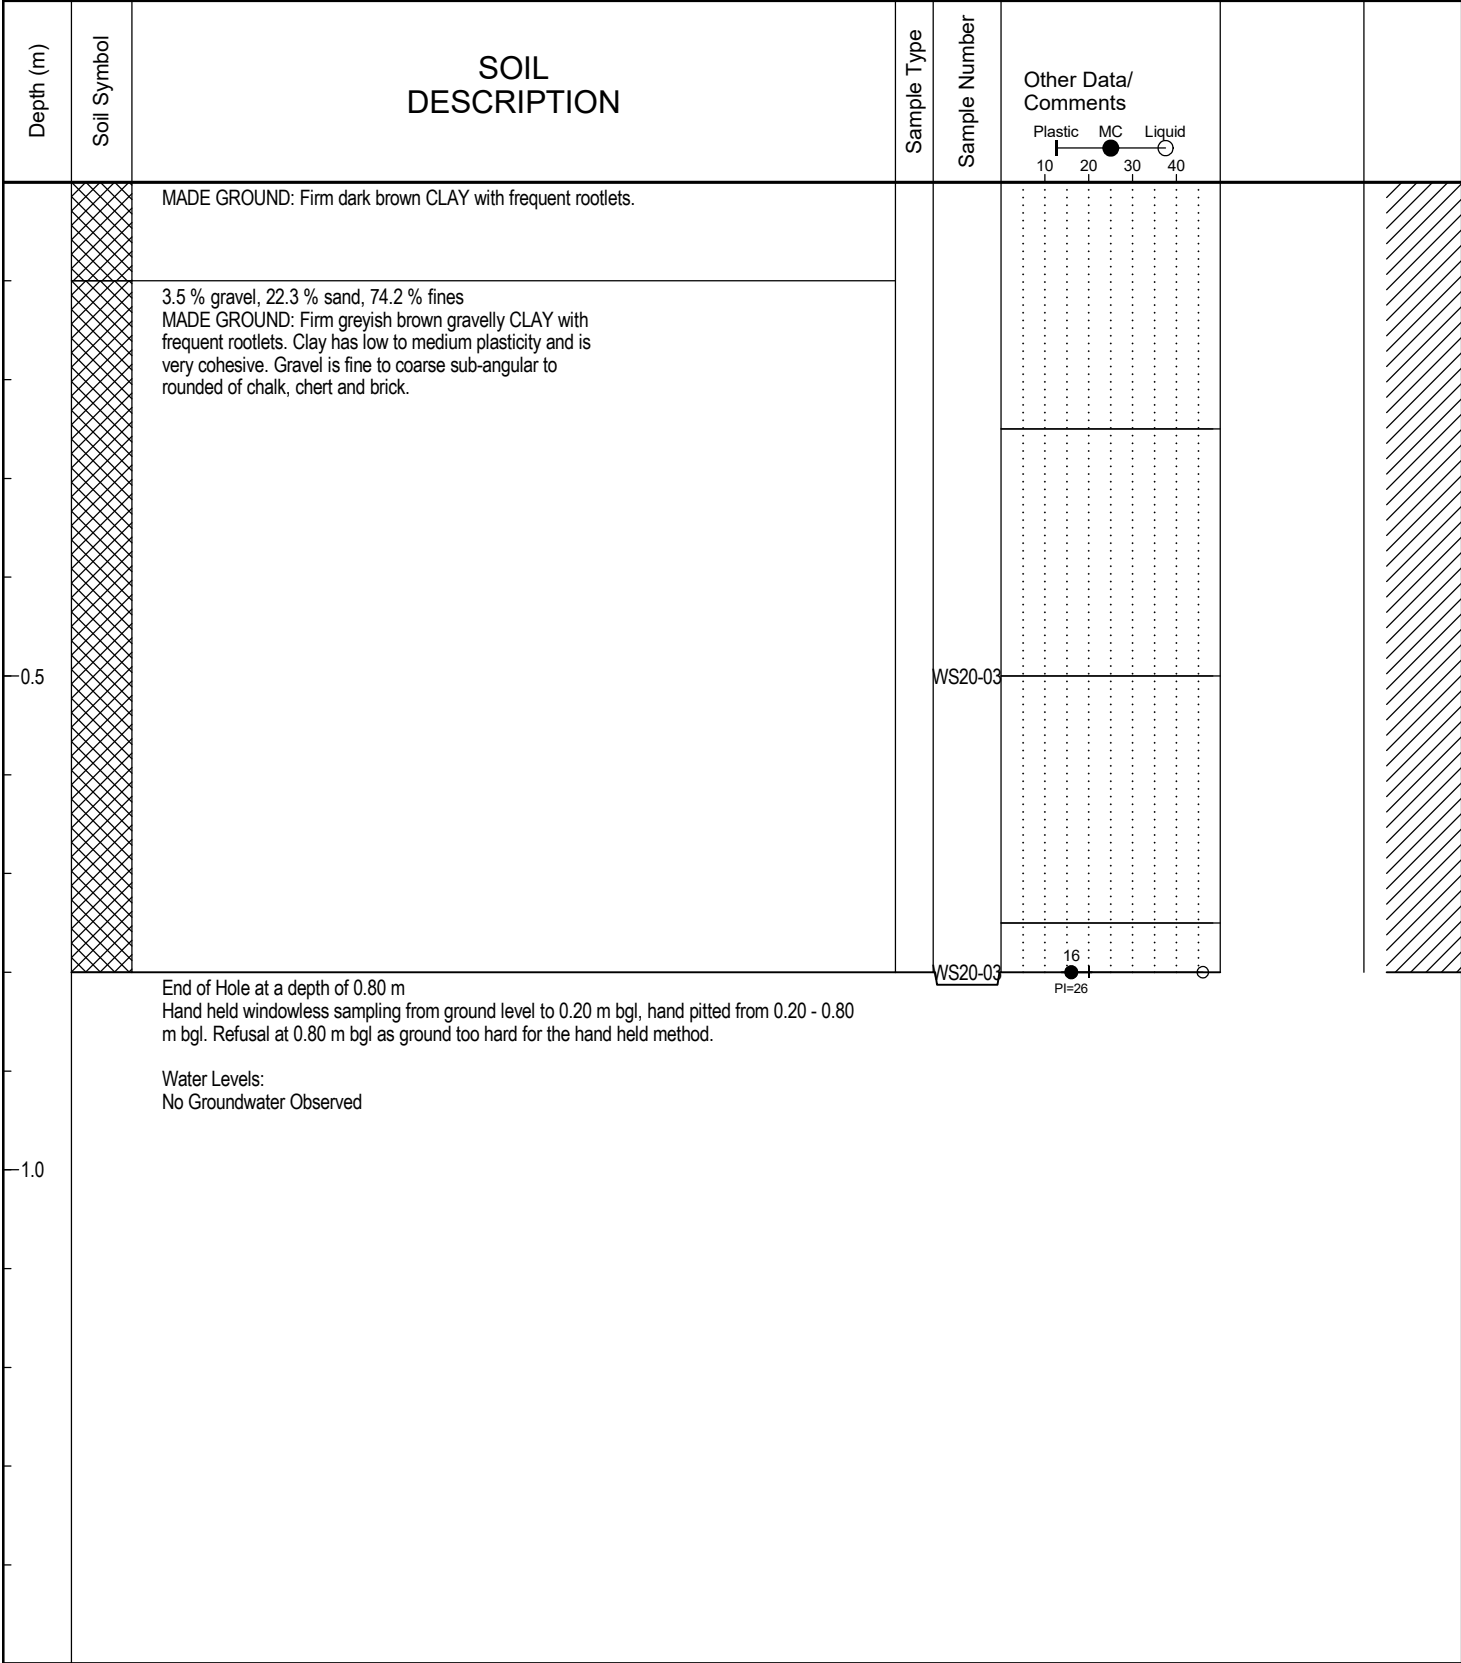 Depth (m)
Soil Symbol
SOIL
DESCRIPTION
Sample Type
Sample Number
Other Data/
Comments
Plastic MC Liquid
10 20 30 40
MADE GROUND: Firm dark brown CLAY with frequent rootlets.
3.5 % gravel, 22.3 % sand, 74.2 % fines
MADE GROUND: Firm greyish brown gravelly CLAY with
frequent rootlets. Clay has low to medium plasticity and is
very cohesive. Gravel is fine to coarse sub-angular to
rounded of chalk, chert and brick.
0.5
WS20-03
16
WS20-03
PI=26
End of Hole at a depth of 0.80 m
Hand held windowless sampling from ground level to 0.20 m bgl, hand pitted from 0.20 - 0.80
m bgl. Refusal at 0.80 m bgl as ground too hard for the hand held method.
Water Levels:
No Groundwater Observed
1.0